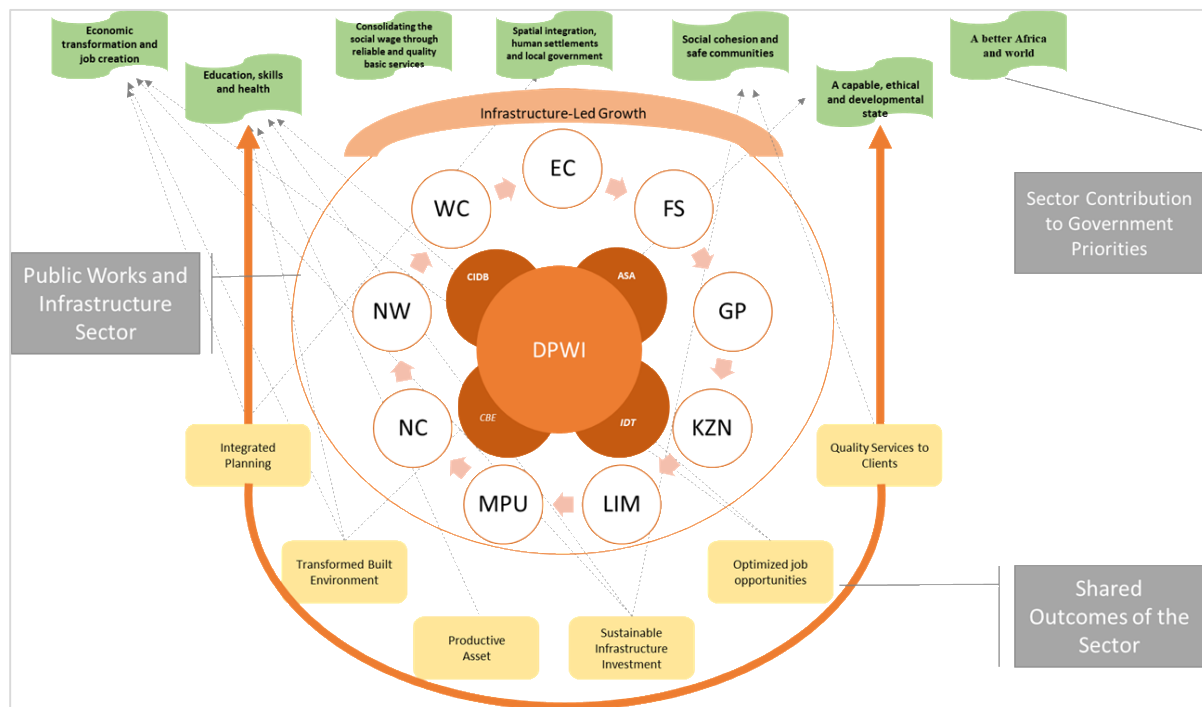 Economic
transformation and
job creation
Education, skills
and health
Consolidating the
social wage through
reliable and quality
basic services
Spatial integration,
human settlements
and local government
Social cohesion and
safe communities
A capable, ethical
and developmental
state
A better Africa
and world
Infrastructure-Led Growth
EC
WC
FS
CIDB
ASA
NW
GP
DPWI
NC
CBE
IDT
KZN
MPU
LIM
Public Works and
Infrastructure
Sector
Sector Contribution
to Government
Priorities
Integrated
Planning
Quality Services to
Clients
Transformed Built
Environment
Optimized job
opportunities
Productive
Asset
Sustainable
Infrastructure
Investment
Shared
Outcomes of the
Sector